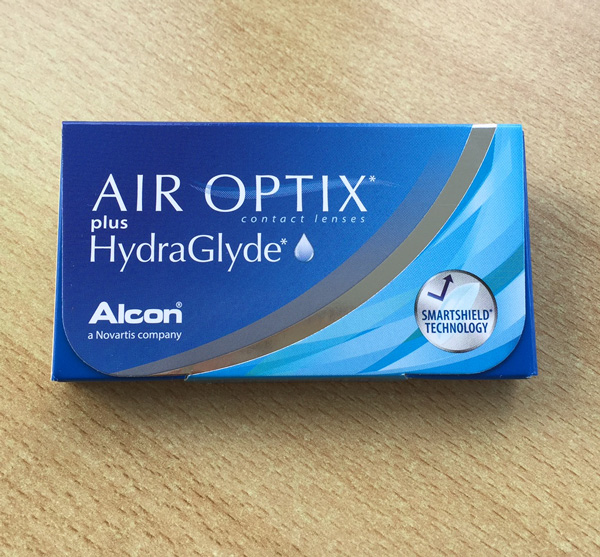 AIR OPTIX*
contact lenses
plus
HydraGlyde*
Alcon®
a Novartis company
SMARTSHIELD*
TECHNOLOGY